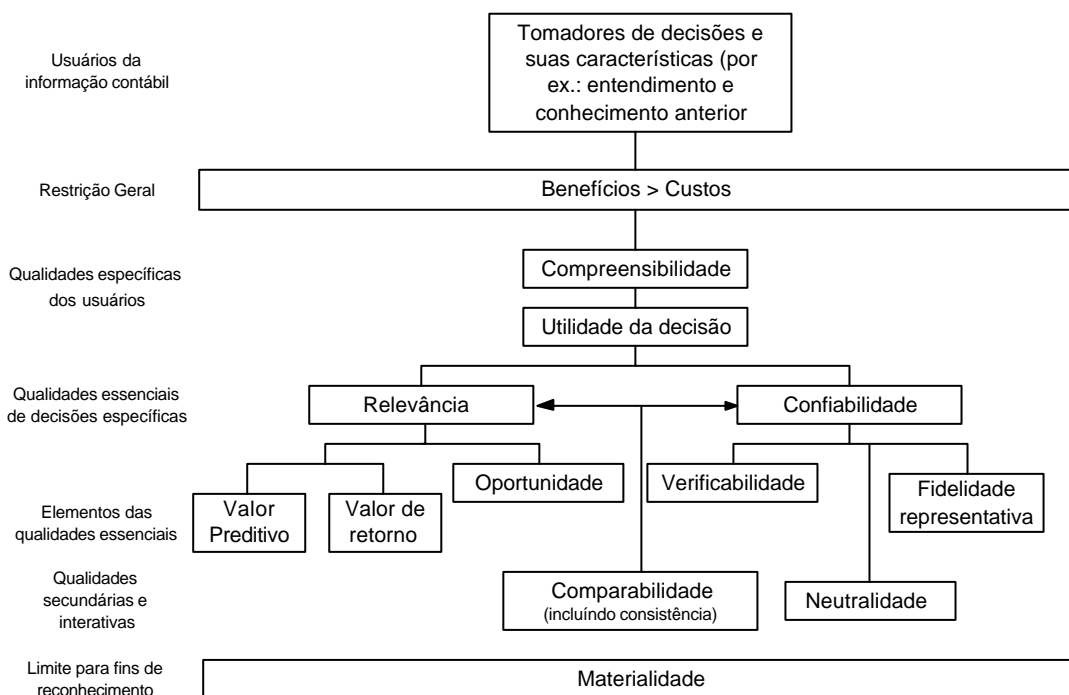 Usuários da
informação contábil
Tomadores de decisões e
suas características (por
ex.: entendimento e
conhecimento anterior
Restrição Geral
Benefícios > Custos
Qualidades específicas
dos usuários
Compreensibilidade
Utilidade da decisão
Qualidades essenciais
de decisões específicas
Relevância
Confiabilidade
Elementos das
qualidades essenciais
Valor
Preditivo
Valor de
retorno
Oportunidade
Verificabilidade
Fidelidade
representativa
Qualidades
secundárias e
interativas
Comparabilidade
(incluíndo consistência)
Neutralidade
Limite para fins de
reconhecimento
Materialidade